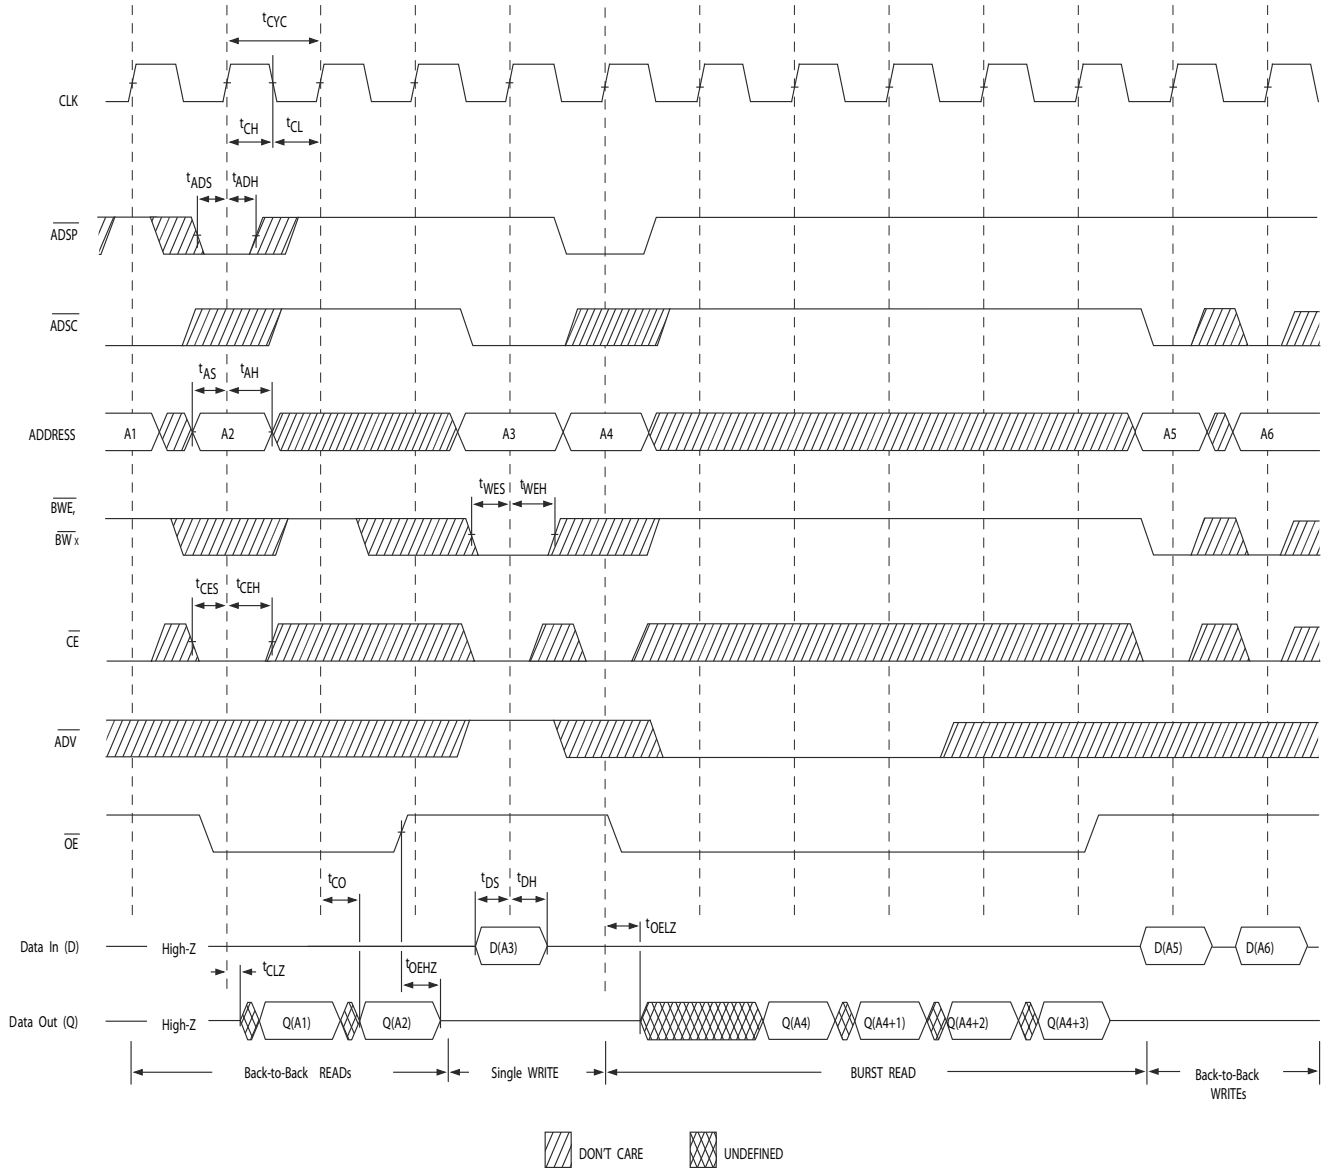 tCYC
CLK
tCH
tCL
tADS
tADH
ADSP
ADSC
tAS
tAH
ADDRESS
A1
A2
A3
A4
A5
A6
BWE,
tWES
tWEH
BW x
tCES
tCEH
CE
ADV
OE
tCO
tDS
tDH
tOELZ
Data In (D)
High-Z
D(A3)
D(A5)
D(A6)
tCLZ
tOEHZ
Data Out (Q)
High-Z
Q(A1)
Q(A2)
Q(A4)
Q(A4+1)
Q(A4+2)
Q(A4+3)
Back-to-Back READs
Single WRITE
BURST READ
Back-to-Back
WRITEs
DON'T CARE
UNDEFINED